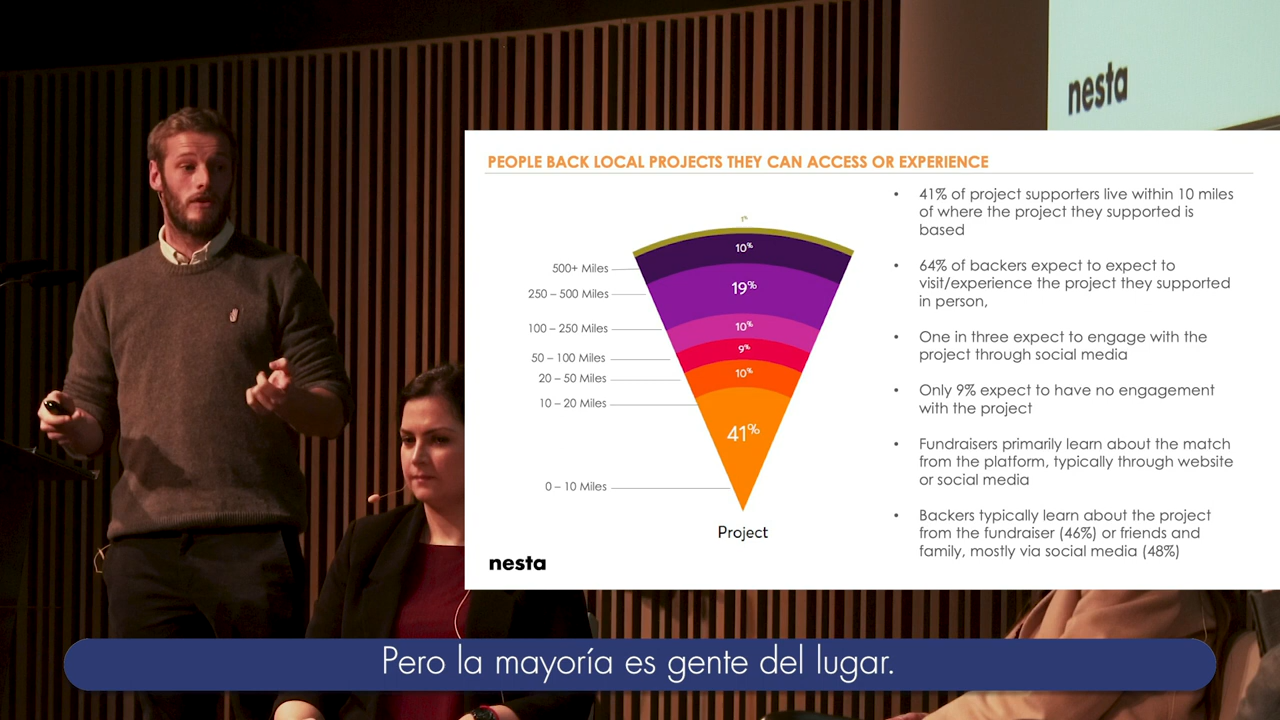 nesta
PEOPLE BACK LOCAL PROJECTS THEY CAN ACCESS OR EXPERIENCE
1%
10%
500+ Miles
19%
250 – 500 Miles
10%
100 – 250 Miles
9%
50 – 100 Miles
10%
20 – 50 Miles
10 – 20 Miles
41%
0 – 10 Miles
Project
nesta
• 41% of project supporters live within 10 miles
of where the project they supported is
based
• 64% of backers expect to expect to
visit/experience the project they supported
in person,
• One in three expect to engage with the
project through social media
• Only 9% expect to have no engagement
with the project
• Fundraisers primarily learn about the match
from the platform, typically through website
or social media
• Backers typically learn about the project
from the fundraiser (46%) or friends and
family, mostly via social media (48%)
Pero la mayoría es gente del lugar.